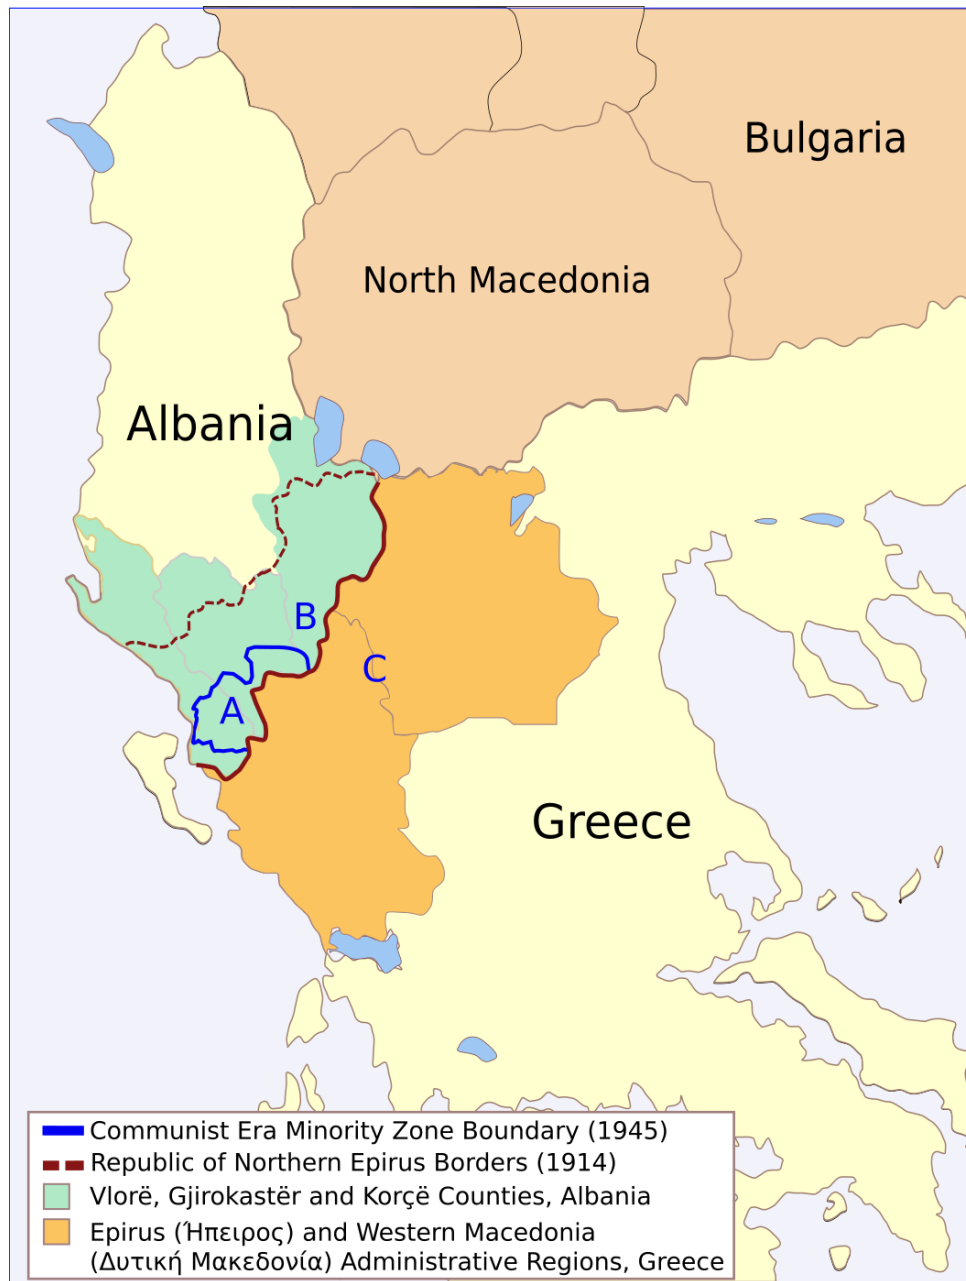 Bulgaria
North Macedonia
Albania
B
C
A
Greece
Communist Era Minority Zone Boundary (1945)
Republic of Northern Epirus Borders (1914)
Vlorë, Gjirokastër and Korçë Counties, Albania
Epirus (Ήπειρος) and Western Macedonia
(Δυτική Μακεδονία) Administrative Regions, Greece